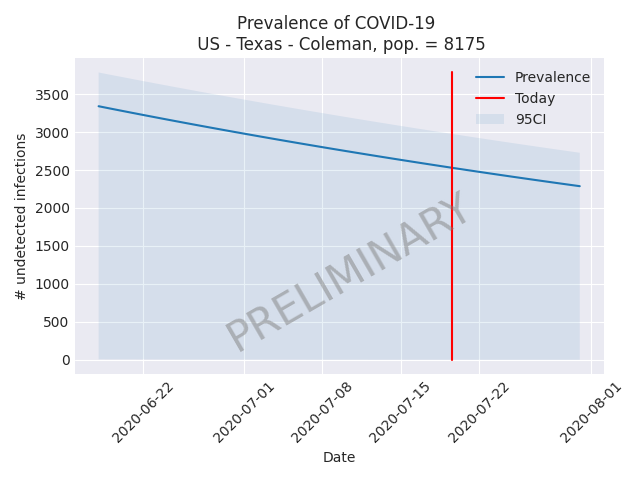 Prevalence of COVID-19
US - Texas - Coleman, pop. = 8175
Prevalence
Today
95CI
# undetected infections
3500
3000
2500
2000
1500
1000
500
0
PRELIMINARY
2020-06-22
2020-07-01
2020-07-08
2020-07-15
2020-07-22
2020-08-01
Date